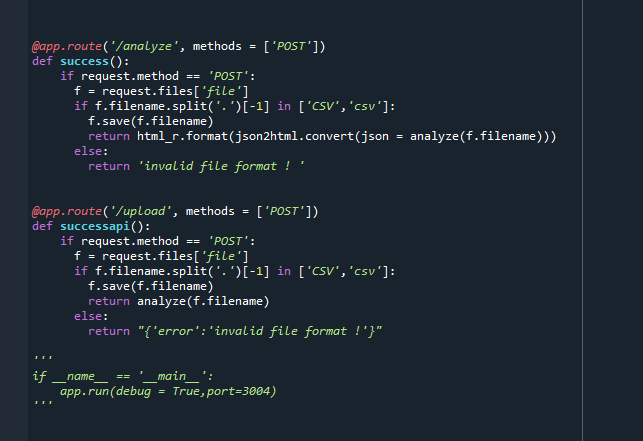 @app.route('/analyze', methods = ['POST'])
def success():
    if request.method == 'POST':
      f = request.files['file']
      if f.filename.split('.')[-1] in ['CSV','csv']:
        f.save(f.filename)
        return html_r.format(json2html.convert(json = analyze(f.filename)))
      else:
        return 'invalid file format ! '
@app.route('/upload', methods = ['POST'])
def successapi():
    if request.method == 'POST':
      f = request.files['file']
      if f.filename.split('.')[-1] in ['CSV','csv']:
        f.save(f.filename)
        return analyze(f.filename)
      else:
        return "{'error':'invalid file format !'}"
'''
if __name__ == '__main__':
    app.run(debug = True,port=3004)
'''